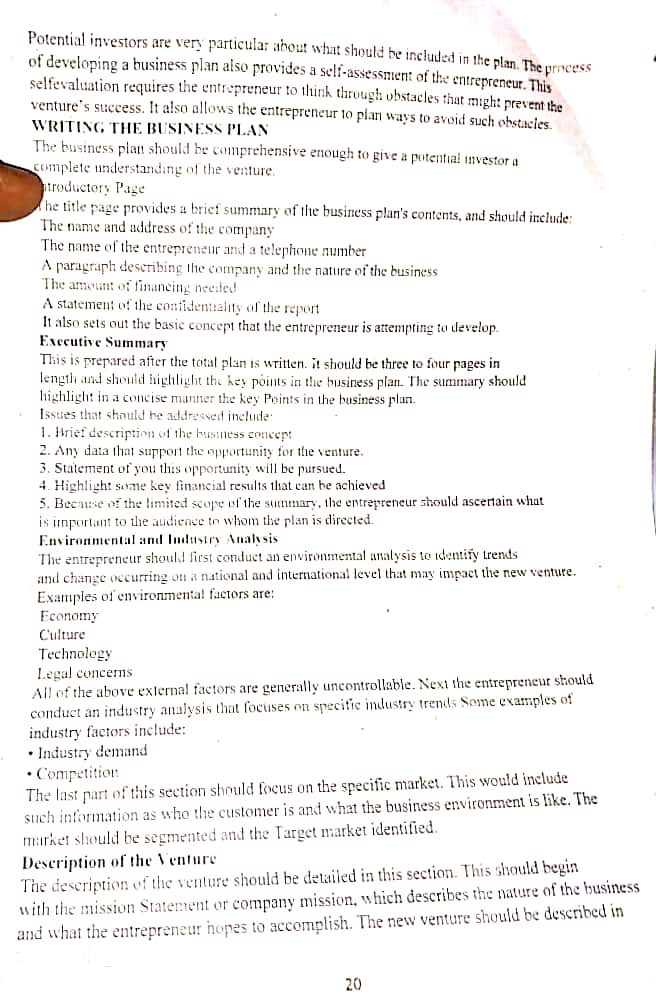 Potential investors are very particular about what should be included in the plan. The process
of developing a business plan also provides a self-assessment of the entrepreneur. This
selfevaluation requires the entrepreneur to think through obstacles that might prevent the
venture's success. It also allows the entrepreneur to plan ways to avoid such obstacles.
WRITING THE BUSINESS PLAN
The business plan should be comprehensive enough to give a potential investor a
complete understanding of the venture.
ntroductory Page
he title page provides a brief summary of the business plan's contents, and should include:
The name and address of the company
The name of the entrepreneur and a telephone number
A paragraph describing the company and the nature of the business
The amount of financing needed
A statement of the confidentiality of the report
It also sets out the basic concept that the entrepreneur is attempting to develop.
Executive Summary
This is prepared after the total plan is written. it should be three to four pages in
length and should highlight the key points in the business plan. The summary should
highlight in a concise manner the key Points in the business plan.
Issues that should be addressed include:
1. Brief description of the business concept
2. Any data that support the opportunity for the venture.
3. Statement of you this opportunity will be pursued.
4. Highlight some key financial results that can be achieved
5. Because of the limited scope of the summary, the entrepreneur should ascertain what
is important to the audience to whom the plan is directed.
Environmental and Industry Analysis
The entrepreneur should first conduct an environmental analysis to identify trends
and change occurring on a national and international level that may impact the new venture.
Examples of environmental factors are:
Economy
Culture
Technology
Legal concerns
All of the above external factors are generally uncontrollable. Next the entrepreneur should
conduct an industry analysis that focuses on specific industry trends Some examples of
industry factors include:
• Industry demand
• Competition
The last part of this section should focus on the specific market. This would include
such information as who the customer is and what the business environment is like. The
market should be segmented and the Target market identified.
Description of the Venture
The description of the venture should be detailed in this section. This should begin
with the mission Statement or company mission, which describes the nature of the business
and what the entrepreneur hopes to accomplish. The new venture should be described in
20